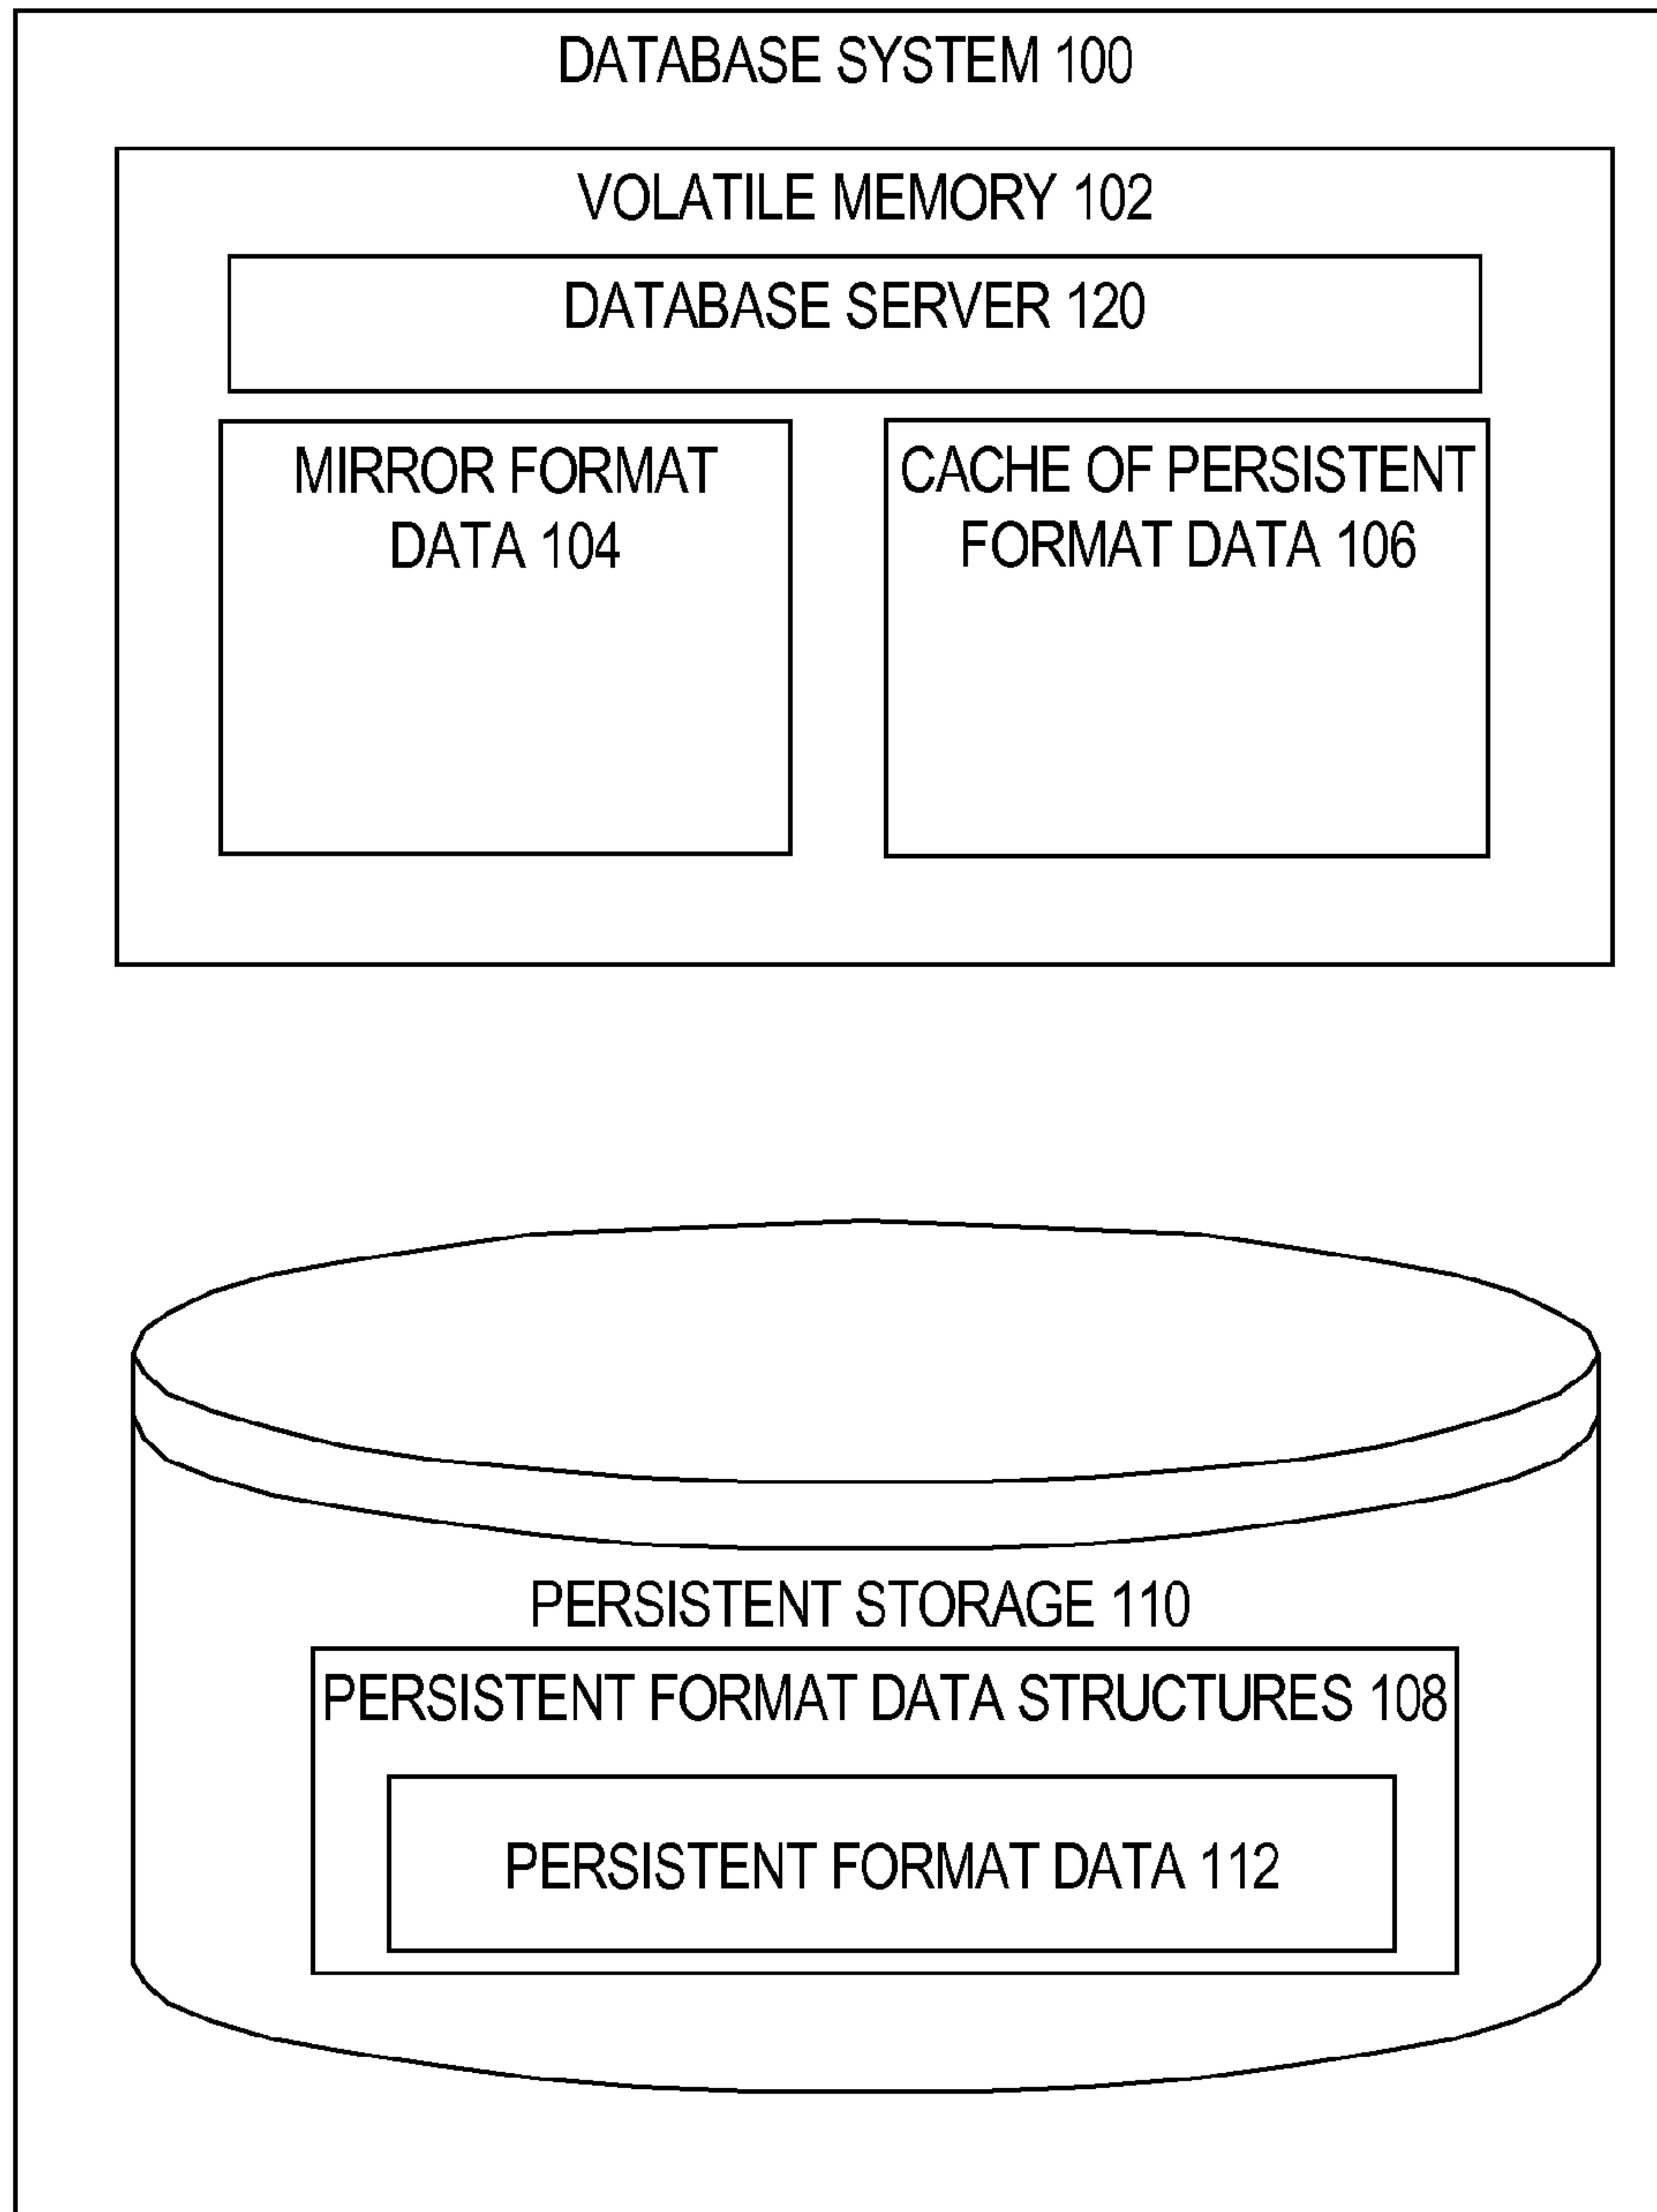 DATABASE SYSTEM 100
VOLATILE MEMORY 102
DATABASE SERVER 120
MIRROR FORMAT
DATA 104
CACHE OF PERSISTENT
FORMAT DATA 106
PERSISTENT STORAGE 110
PERSISTENT FORMAT DATA STRUCTURES 108
PERSISTENT FORMAT DATA 112